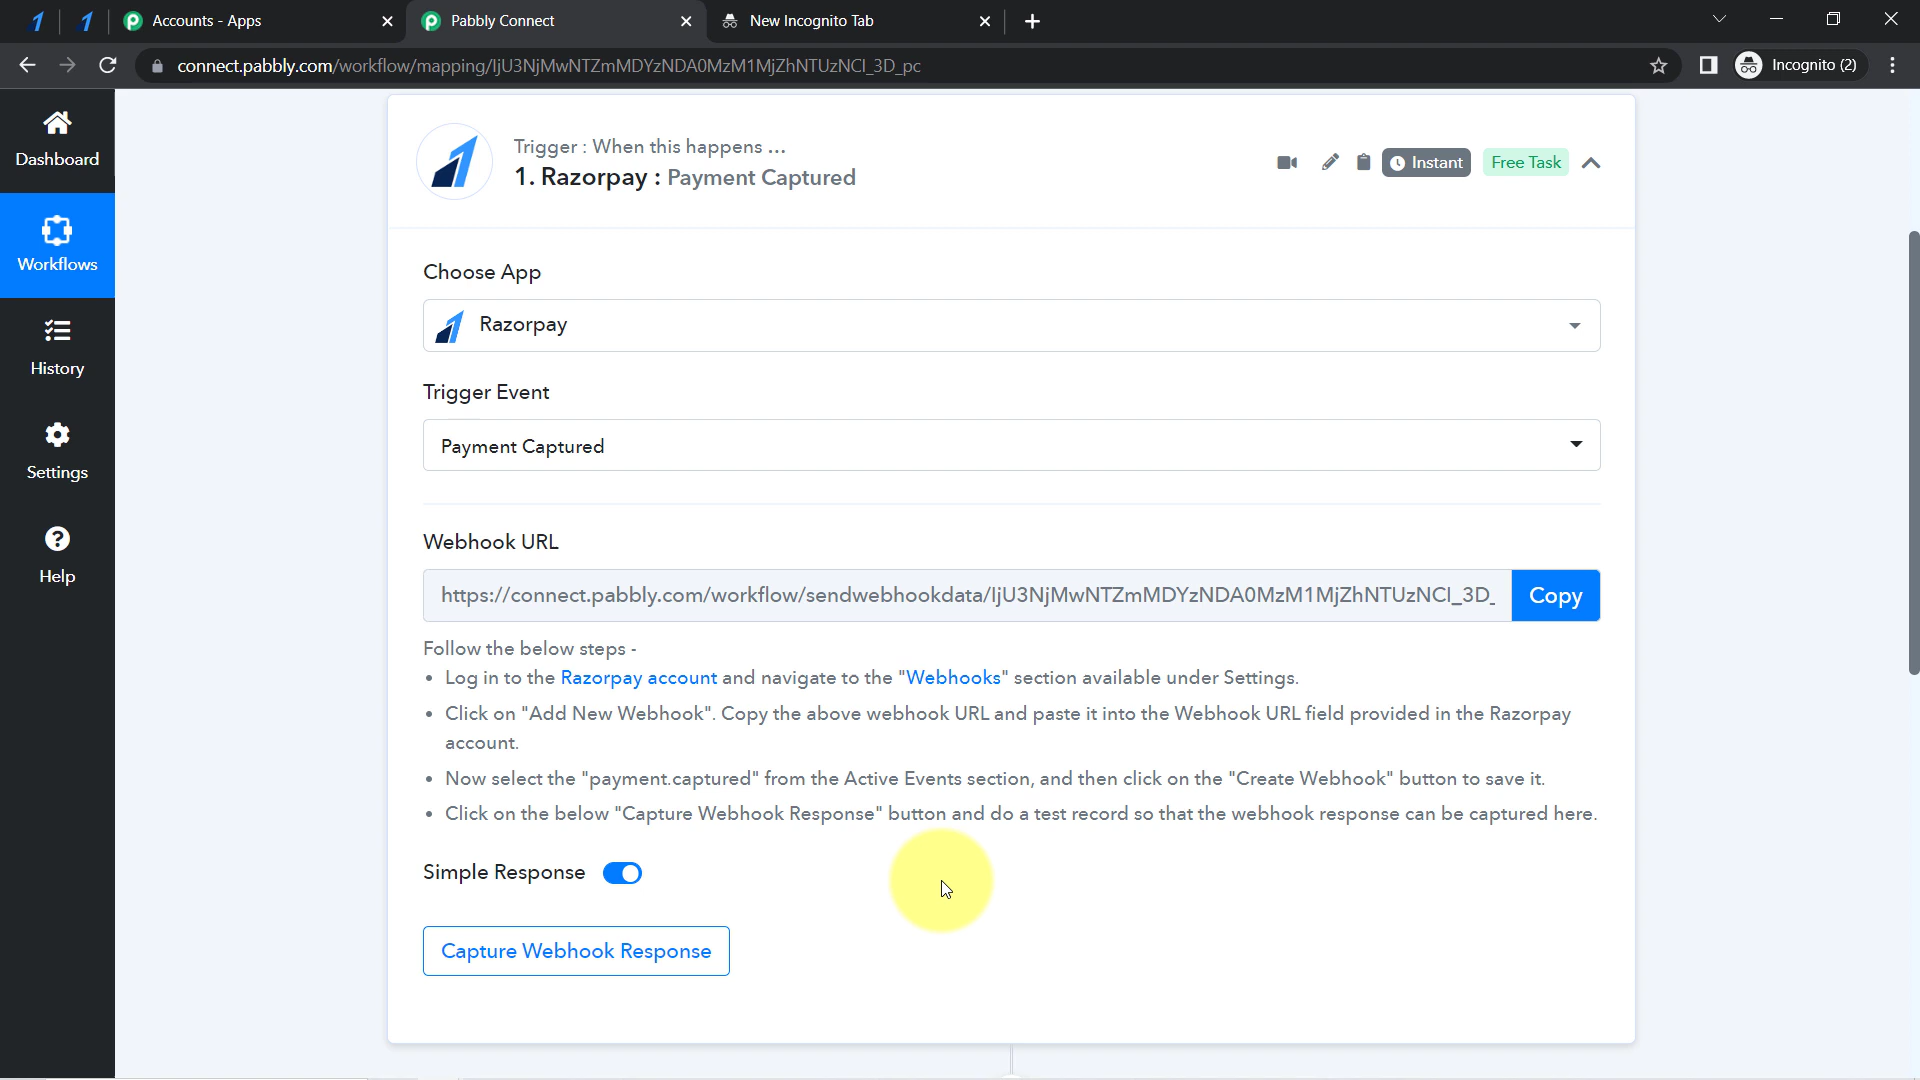 Accounts - Apps
Pabbly Connect
New Incognito Tab
connect.pabbly.com/workflow/mapping/IjU3NjMwNTZmMDYzNDA0MzM1MjZhNTUzNCI_3D_pc
Incognito (2)
Dashboard
Workflows
History
Settings
Help
Trigger : When this happens ...
1. Razorpay : Payment Captured
Instant
Free Task
Choose App
Razorpay
Trigger Event
Payment Captured
Webhook URL
https://connect.pabbly.com/workflow/sendwebhookdata/IjU3NjMwNTZmMDYzNDA0MzM1MjZhNTUzNCI_3D_
Copy
Follow the below steps -
• Log in to the Razorpay account and navigate to the "Webhooks" section available under Settings.
• Click on "Add New Webhook". Copy the above webhook URL and paste it into the Webhook URL field provided in the Razorpay
account.
• Now select the "payment.captured" from the Active Events section, and then click on the "Create Webhook" button to save it.
• Click on the below "Capture Webhook Response" button and do a test record so that the webhook response can be captured here.
Simple Response
Capture Webhook Response